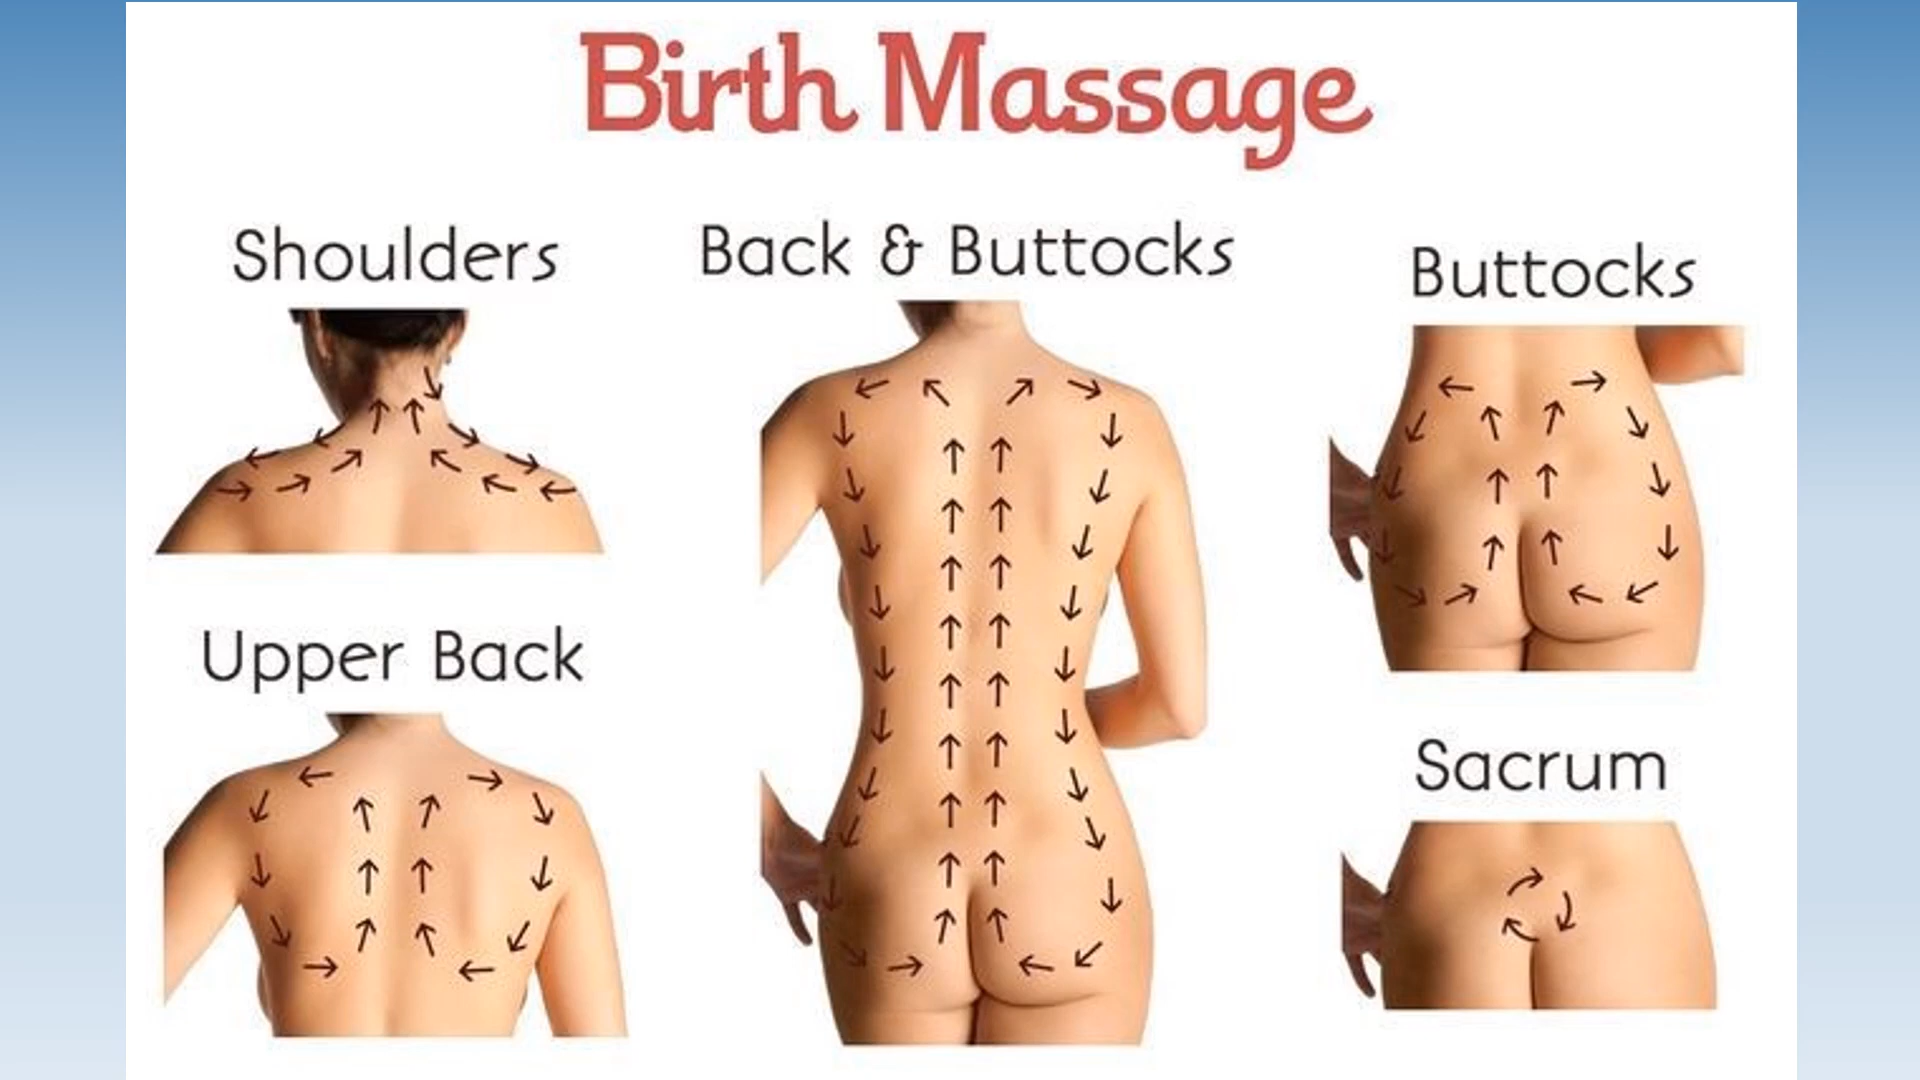 Birth Massage
Shoulders
Back & Buttocks
Buttocks
Upper Back
Sacrum